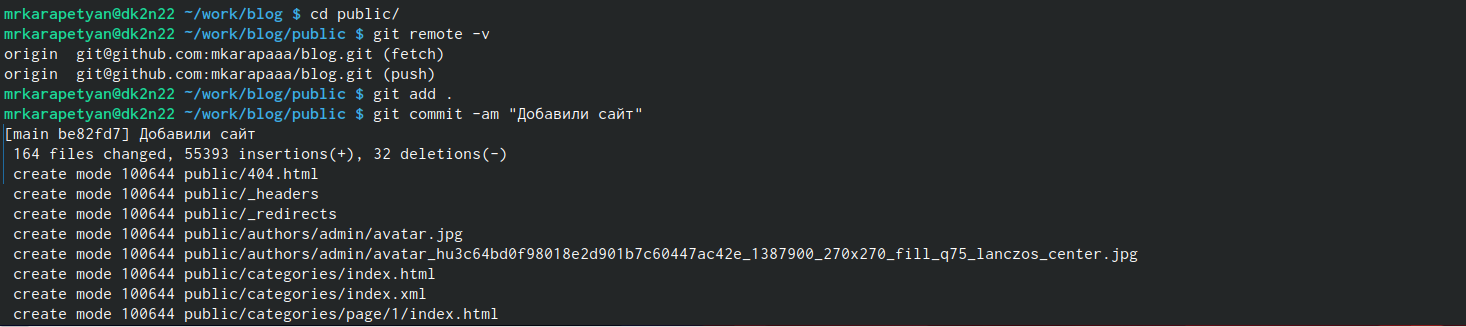 mrkarapetyan@dk2n22 ~/work/blog $ cd public/
mrkarapetyan@dk2n22 ~/work/blog/public $ git remote -v
origin  git@github.com:mkarapaaa/blog.git (fetch)
origin  git@github.com:mkarapaaa/blog.git (push)
mrkarapetyan@dk2n22 ~/work/blog/public $ git add .
mrkarapetyan@dk2n22 ~/work/blog/public $ git commit -am "Добавили сайт"
[main be82fd7] Добавили сайт
 164 files changed, 55393 insertions(+), 32 deletions(-)
 create mode 100644 public/404.html
 create mode 100644 public/_headers
 create mode 100644 public/_redirects
 create mode 100644 public/authors/admin/avatar.jpg
 create mode 100644 public/authors/admin/avatar_hu3c64bd0f98018e2d901b7c60447ac42e_1387900_270x270_fill_q75_lanczos_center.jpg
 create mode 100644 public/categories/index.html
 create mode 100644 public/categories/index.xml
 create mode 100644 public/categories/page/1/index.html